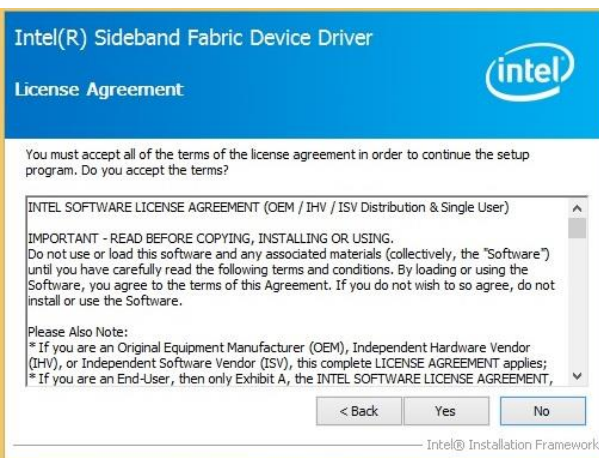 Intel(R) Sideband Fabric Device Driver
intel
License Agreement
You must accept all of the terms of the license agreement in order to continue the setup
program. Do you accept the terms?
INTEL SOFTWARE LICENSE AGREEMENT (OEM / IHV / ISV Distribution & Single User)
IMPORTANT - READ BEFORE COPYING, INSTALLING OR USING.
Do not use or load this software and any associated materials (collectively, the "Software")
until you have carefully read the following terms and conditions. By loading or using the
Software, you agree to the terms of this Agreement. If you do not wish to so agree, do not
install or use the Software.
Please Also Note:
* If you are an Original Equipment Manufacturer (OEM), Independent Hardware Vendor
(IHV), or Independent Software Vendor (ISV), this complete LICENSE AGREEMENT applies;
* If you are an End-User, then only Exhibit A, the INTEL SOFTWARE LICENSE AGREEMENT,
< Back Yes No
Intel® Installation Framework